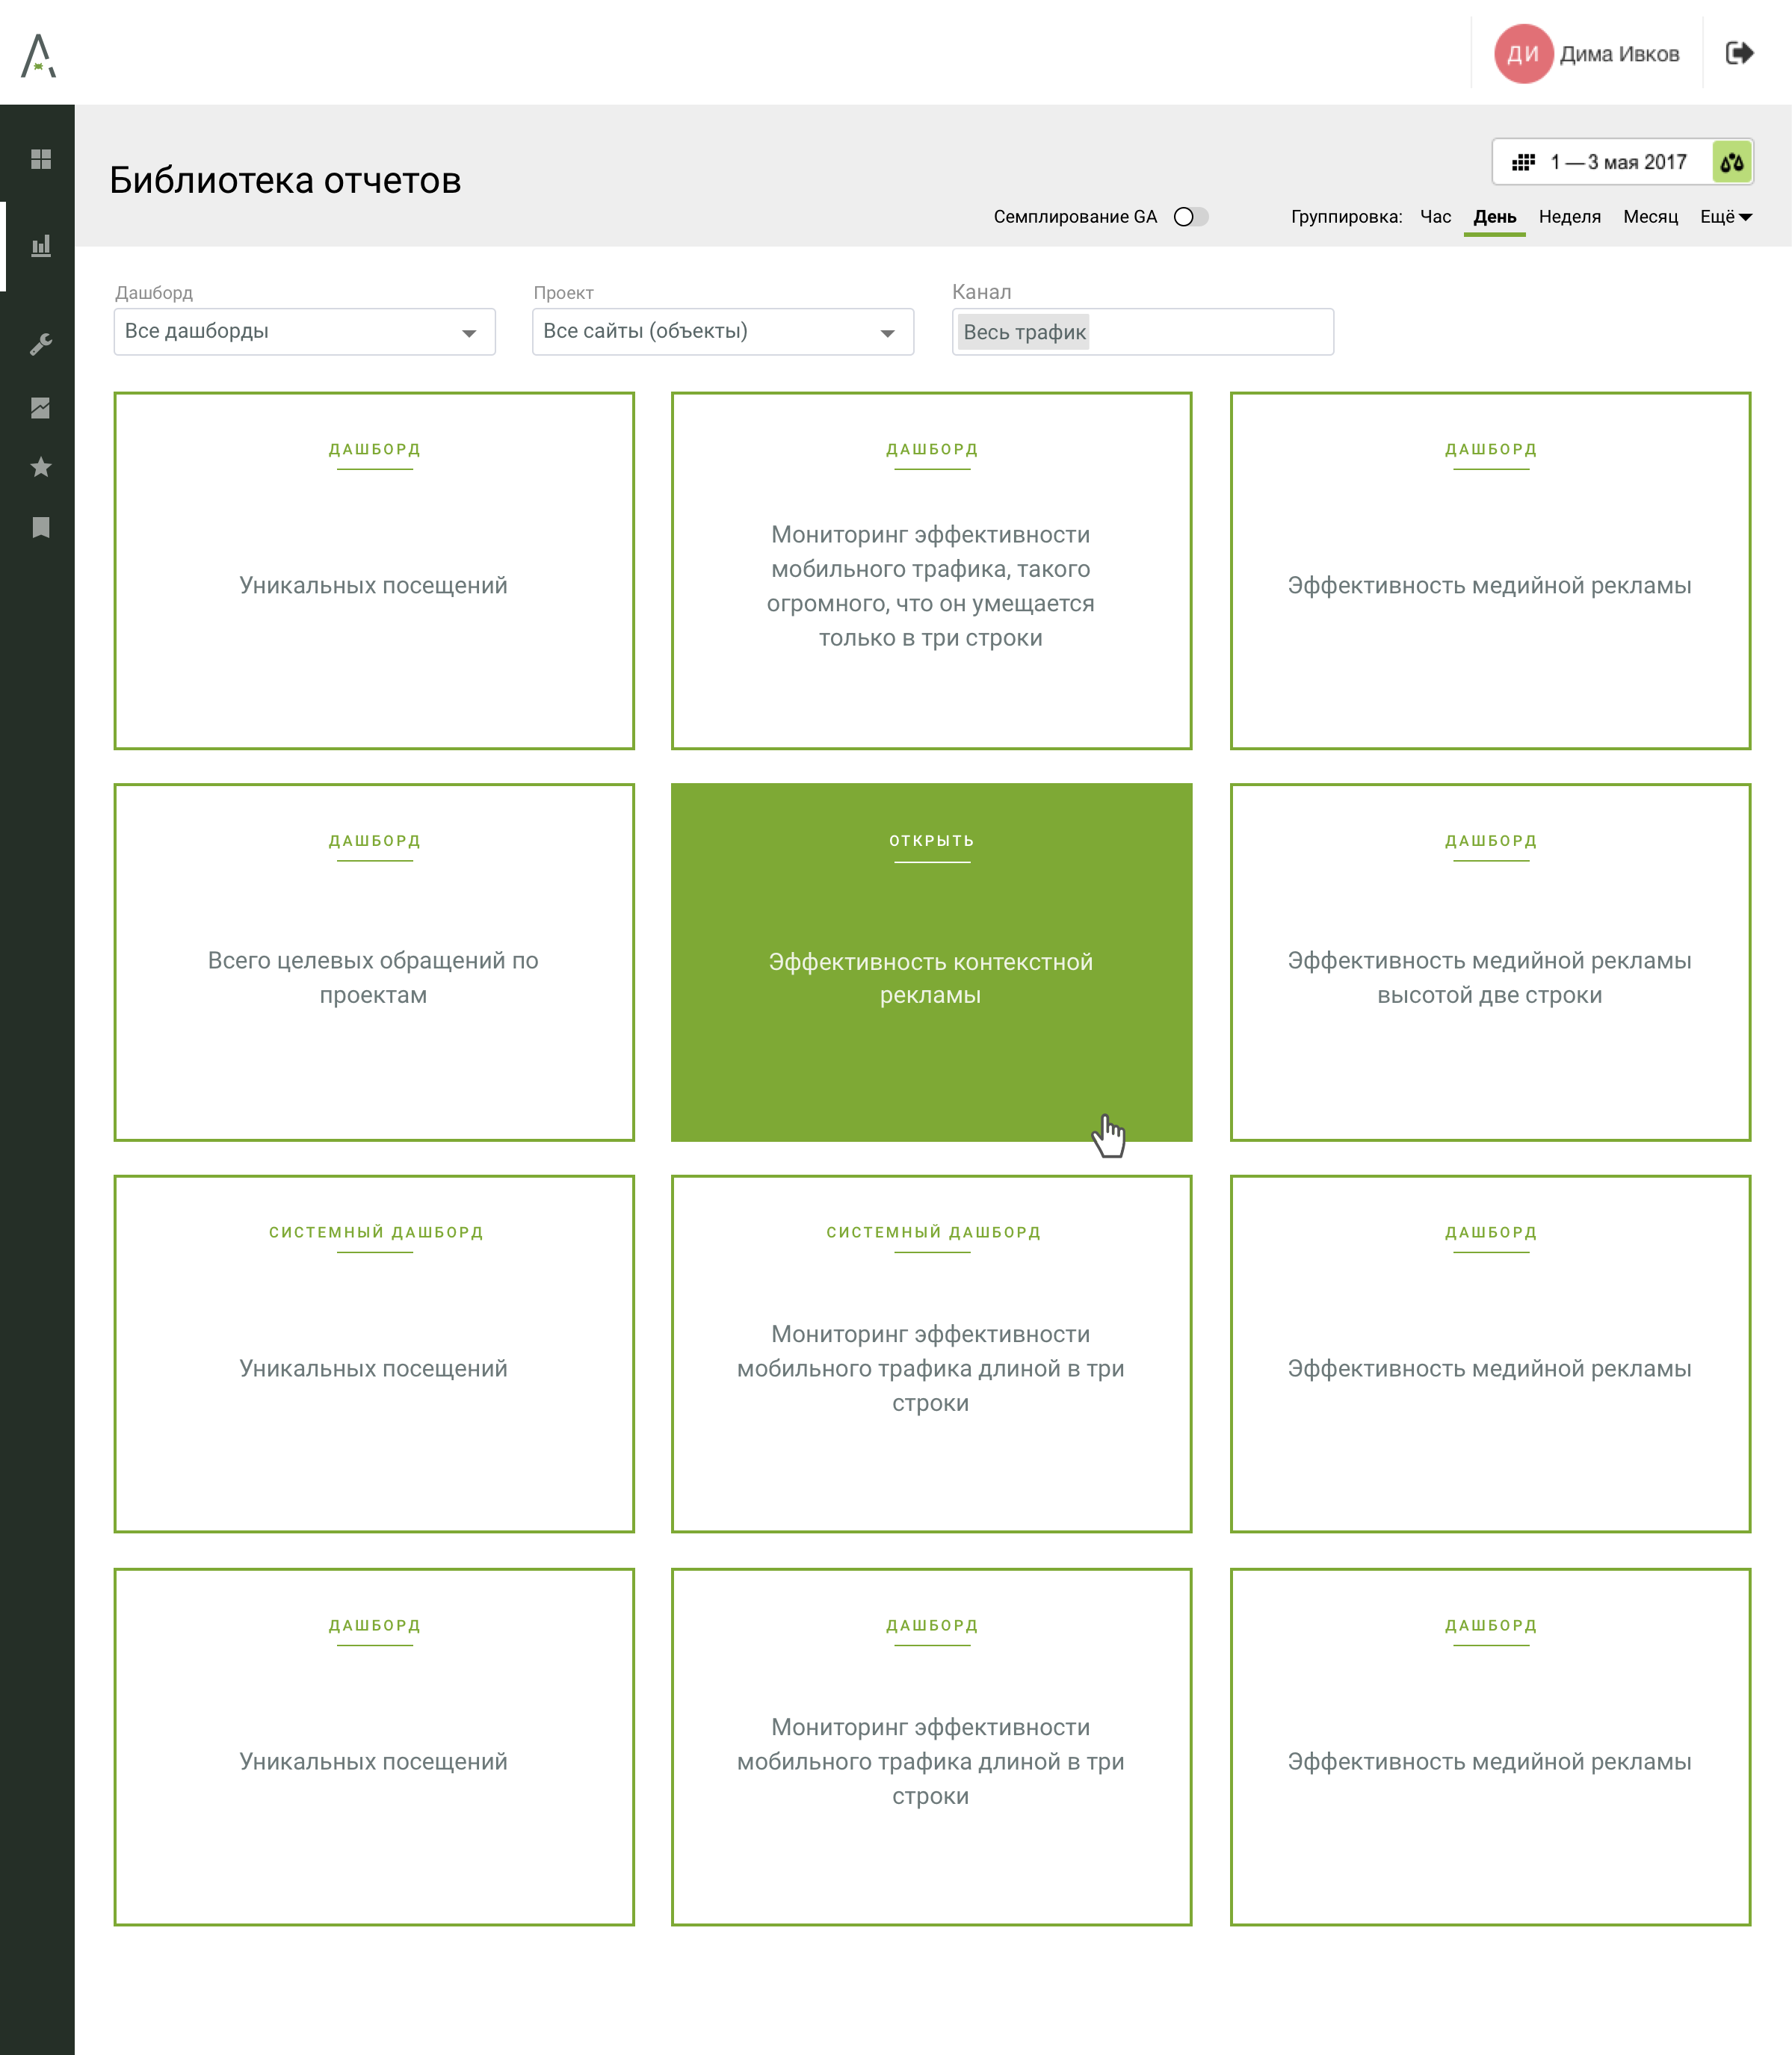 ДИ Дима Ивков
Библиотека отчетов
1 — 3 мая 2017
Семплирование GA
Группировка: Час День Неделя Месяц Ещё
Дашборд
Все дашборды
Проект
Все сайты (объекты)
Канал
Весь трафик
ДАШБОРД
Уникальных посещений
ДАШБОРД
Мониторинг эффективности
мобильного трафика, такого
огромного, что он умещается
только в три строки
ДАШБОРД
Эффективность медийной рекламы
ДАШБОРД
Всего целевых обращений по
проектам
ОТКРЫТЬ
Эффективность контекстной
рекламы
ДАШБОРД
Эффективность медийной рекламы
высотой две строки
СИСТЕМНЫЙ ДАШБОРД
Уникальных посещений
СИСТЕМНЫЙ ДАШБОРД
Мониторинг эффективности
мобильного трафика длиной в три
строки
ДАШБОРД
Эффективность медийной рекламы
ДАШБОРД
Уникальных посещений
ДАШБОРД
Мониторинг эффективности
мобильного трафика длиной в три
строки
ДАШБОРД
Эффективность медийной рекламы